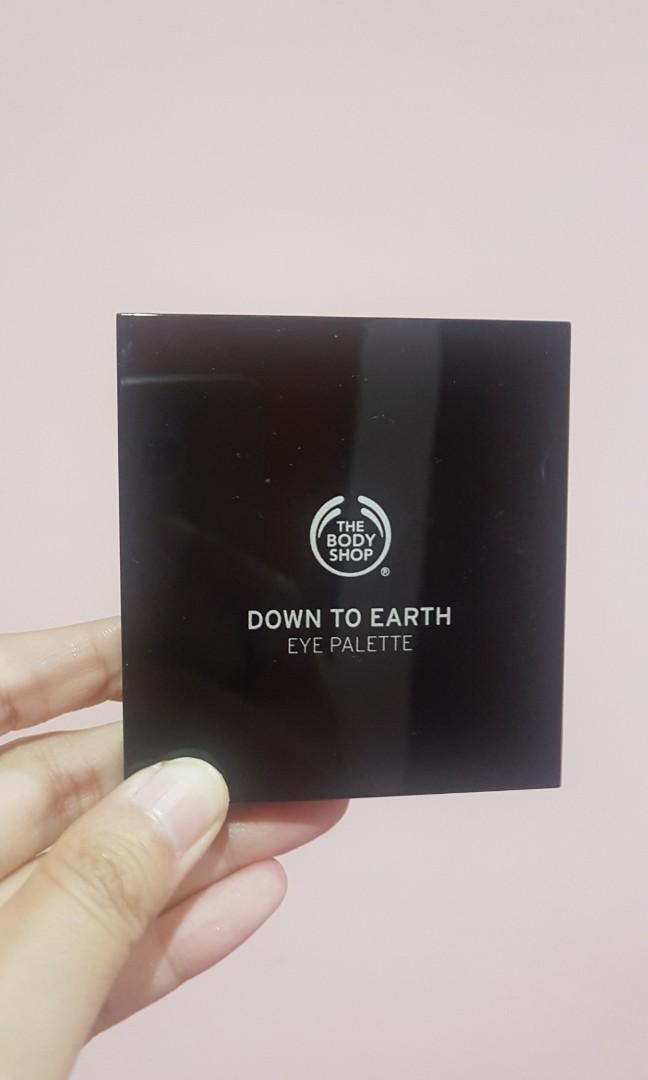 THE
BODY
SHOP
®
DOWN TO EARTH
EYE PALETTE